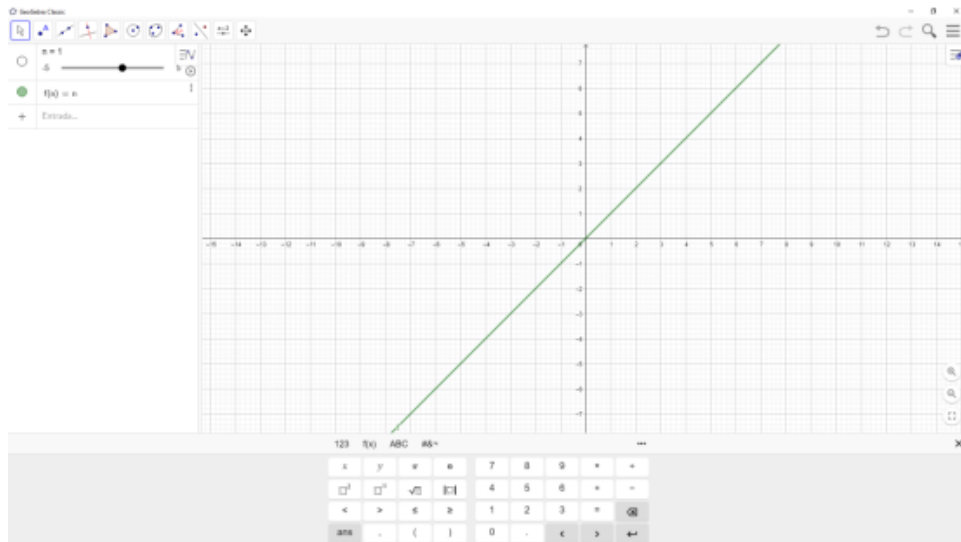 GeoGebra Classic
n = 1
-5
f(n) = n
Entrada...
7
6
5
4
3
2
1
-15 -14 -13 -12 -11 -10 -9 -8 -7 -6 -5 -4 -3 -2 -1 0 1 2 3 4 5 6 7 8 9 10 11 12 13 14
-1
-2
-3
-4
-5
-6
-7
123 f(x) ABC #&¬
x y π e 7 8 9 × ÷
4 5 6 + −
< > ≤ ≥ 1 2 3 =
ans , ( ) 0 . < >